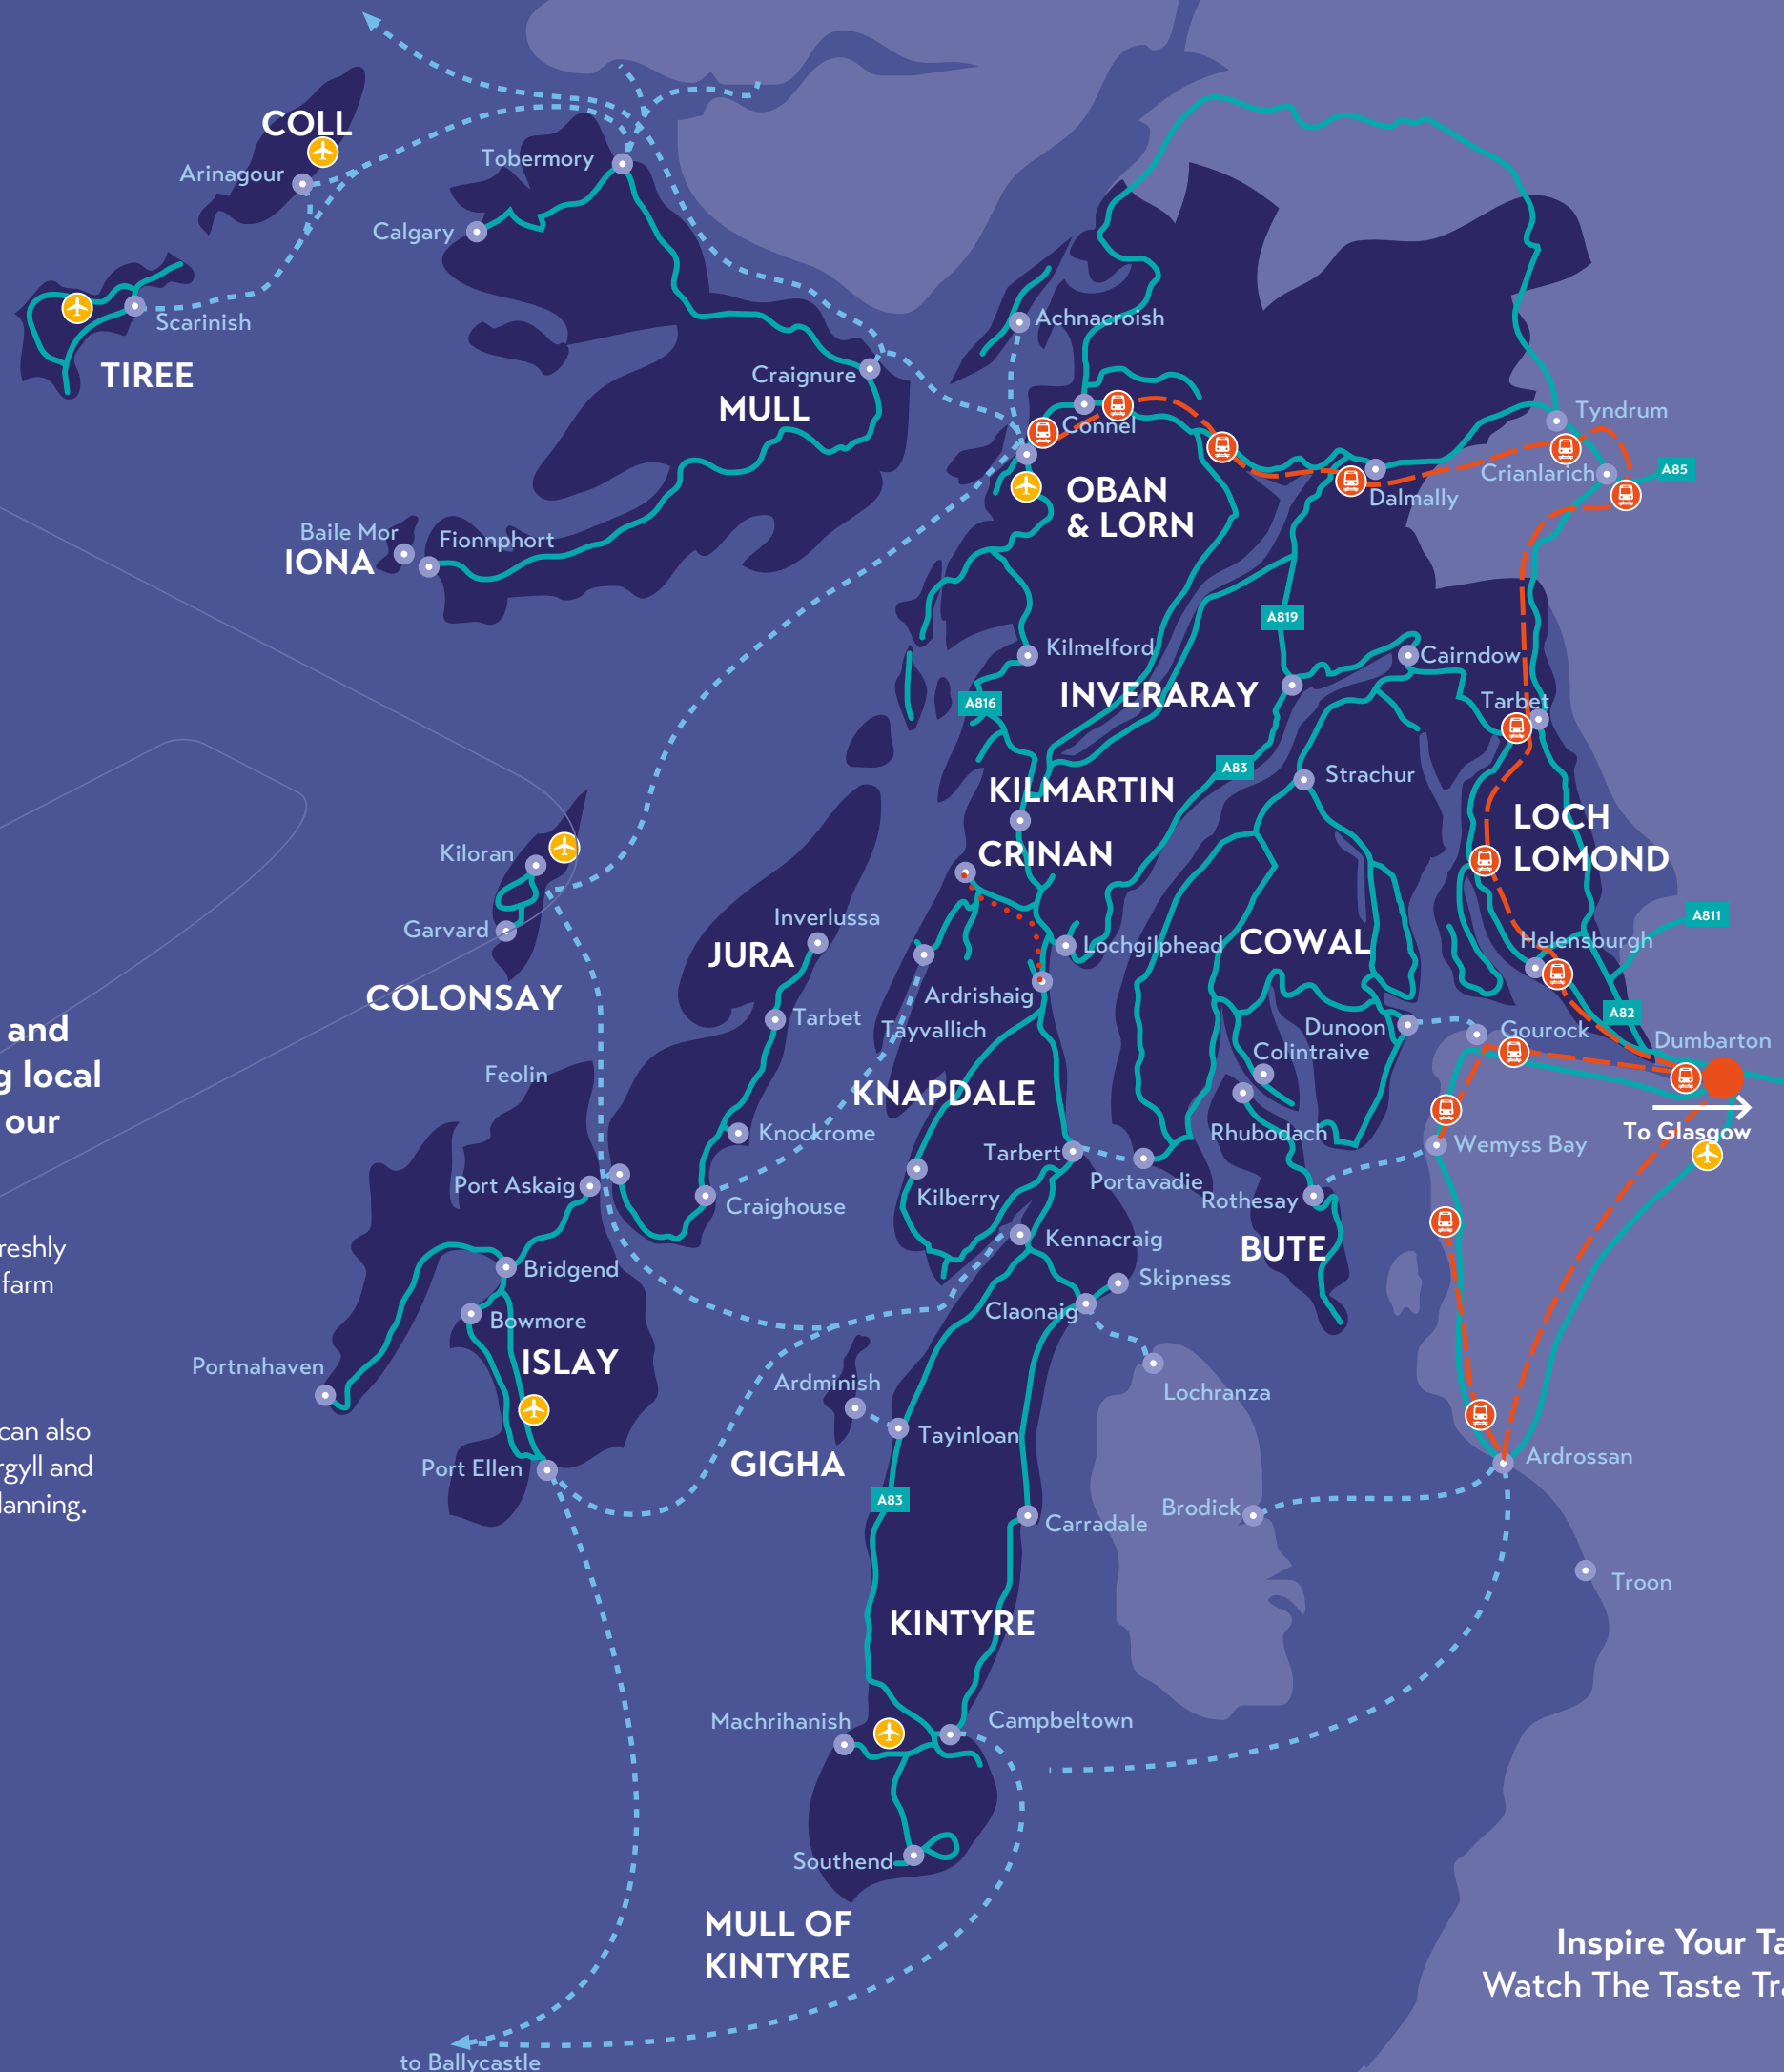 COLL
Arinagour
Tobermory
Calgary
Scarinish
TIREE
Achnacroish
Craignure
MULL
Connel
Tyndrum
Crianlarich
A85
OBAN
& LORN
Dalmally
Baile Mor
IONA
Fionnphort
A819
Kilmelford
Cairndow
INVERARAY
A816
Tarbet
A83
Strachur
KILMARTIN
LOCH
LOMOND
CRINAN
Kiloran
Garvard
Inverlussa
JURA
Lochgilphead
COWAL
A811
Helensburgh
COLONSAY
Ardrishaig
A82
Tarbet
Tayvallich
Dunoon
Gourock
Dumbarton
and
g local
our
Colintraive
Feolin
KNAPDALE
Knockrome
Rhubodach
To Glasgow
Wemyss Bay
Tarbert
Portavadie
Port Askaig
Kilberry
Craighouse
Rothesay
Kennacraig
BUTE
reshly
farm
Bridgend
Skipness
Claonaig
Bowmore
ISLAY
Portnahaven
Ardminish
Lochranza
can also
rgyll and
lanning.
Tayinloan
GIGHA
Port Ellen
Ardrossan
A83
Brodick
Carradale
Troon
KINTYRE
Machrihanish
Campbeltown
Southend
MULL OF
KINTYRE
Inspire Your Ta
Watch The Taste Tra
to Ballycastle